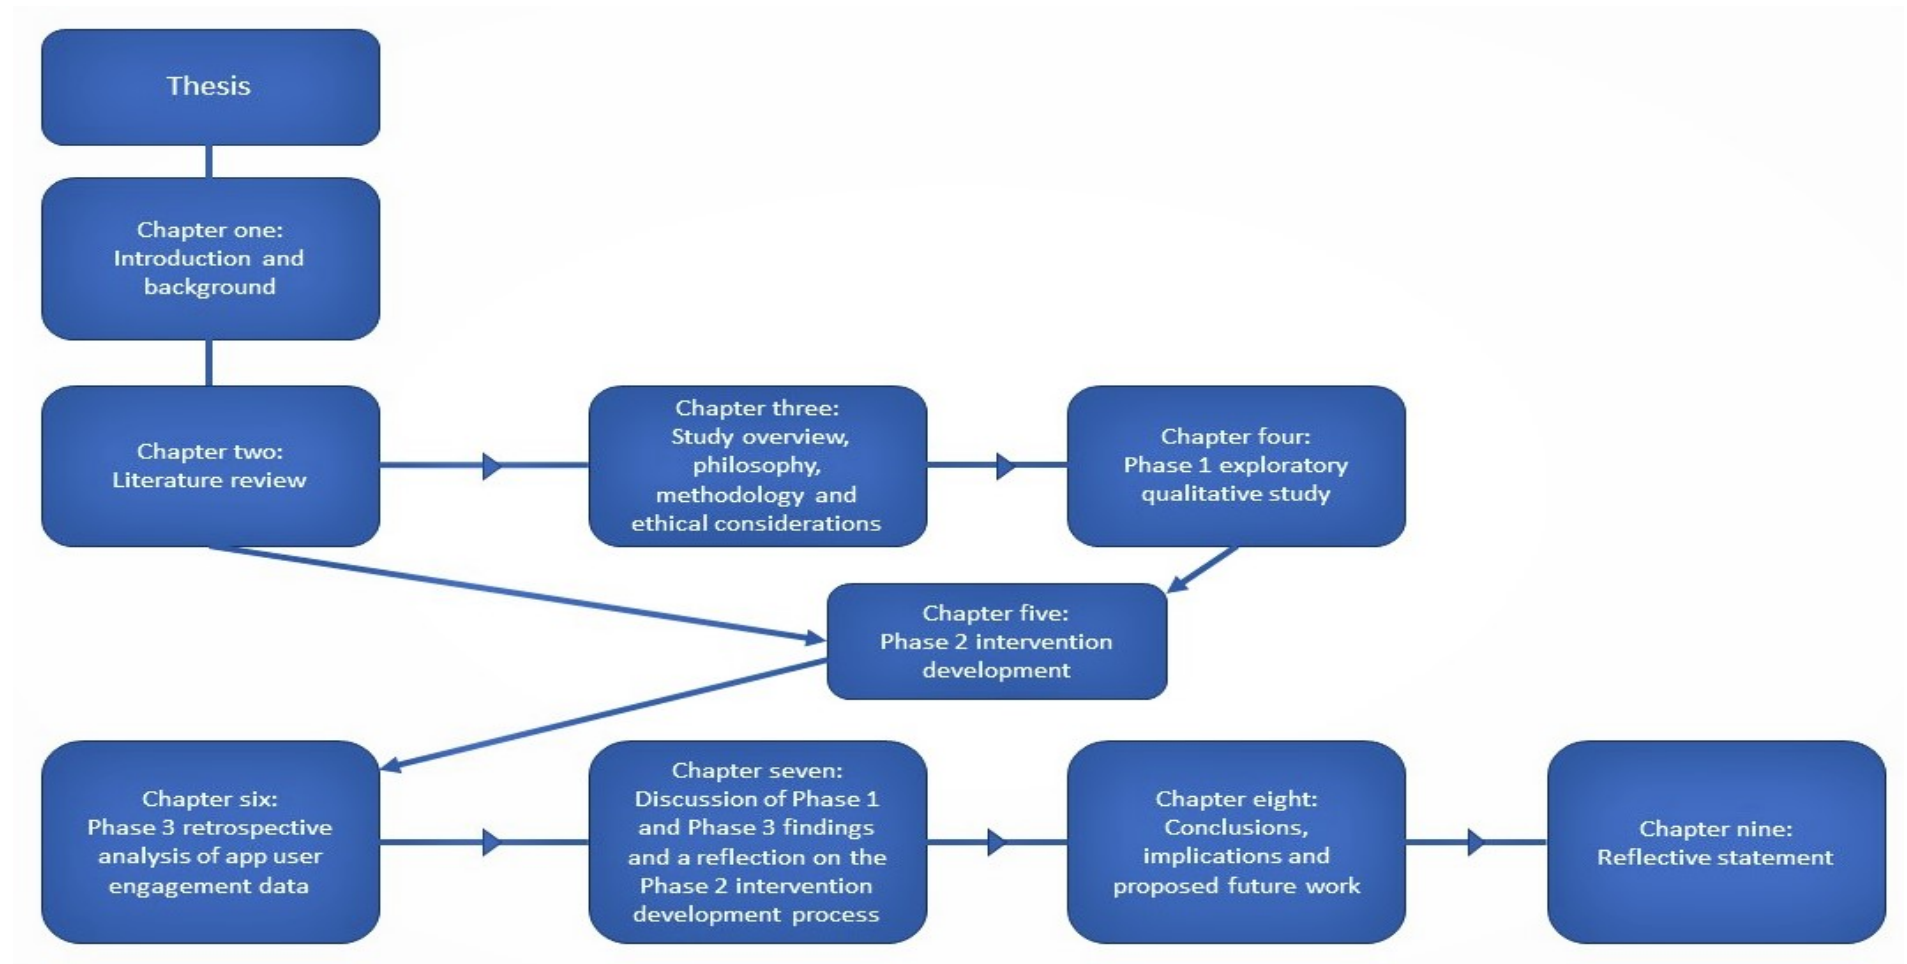 Thesis
Chapter one:
Introduction and
background
Chapter two:
Literature review
Chapter three:
Study overview,
philosophy,
methodology and
ethical considerations
Chapter four:
Phase 1 exploratory
qualitative study
Chapter five:
Phase 2 intervention
development
Chapter six:
Phase 3 retrospective
analysis of app user
engagement data
Chapter seven:
Discussion of Phase 1
and Phase 3 findings
and a reflection on the
Phase 2 intervention
development process
Chapter eight:
Conclusions,
implications and
proposed future work
Chapter nine:
Reflective statement